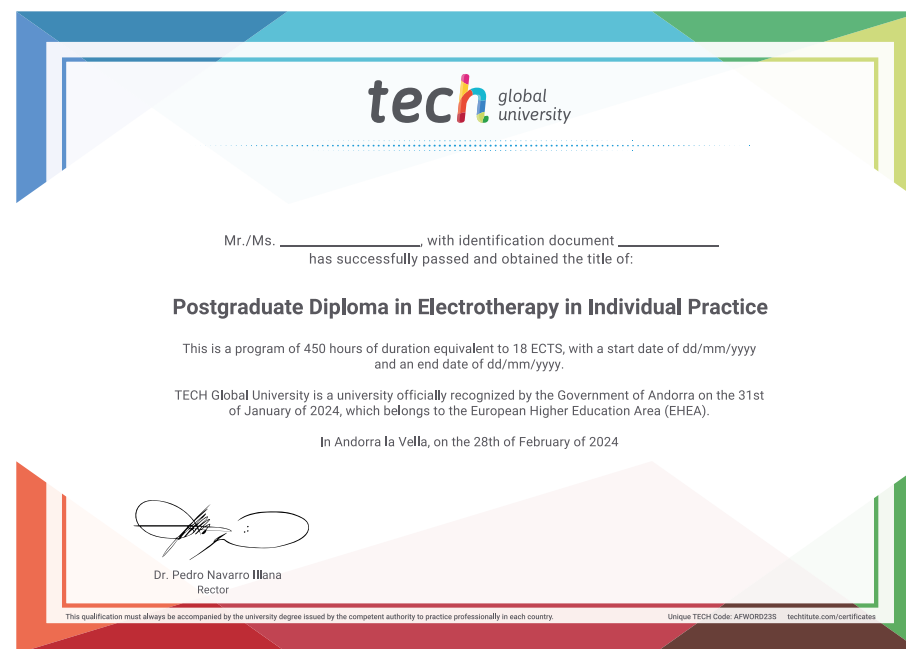 tech global
university
Mr./Ms. ____________________, with identification document ______________
has successfully passed and obtained the title of:
Postgraduate Diploma in Electrotherapy in Individual Practice
This is a program of 450 hours of duration equivalent to 18 ECTS, with a start date of dd/mm/yyyy
and an end date of dd/mm/yyyy.
TECH Global University is a university officially recognized by the Government of Andorra on the 31st
of January of 2024, which belongs to the European Higher Education Area (EHEA).
In Andorra la Vella, on the 28th of February of 2024
Dr. Pedro Navarro Illana
Rector
This qualification must always be accompanied by the university degree issued by the competent authority to practice professionally in each country.
Unique TECH Code: AFWORD23S techtitute.com/certificates